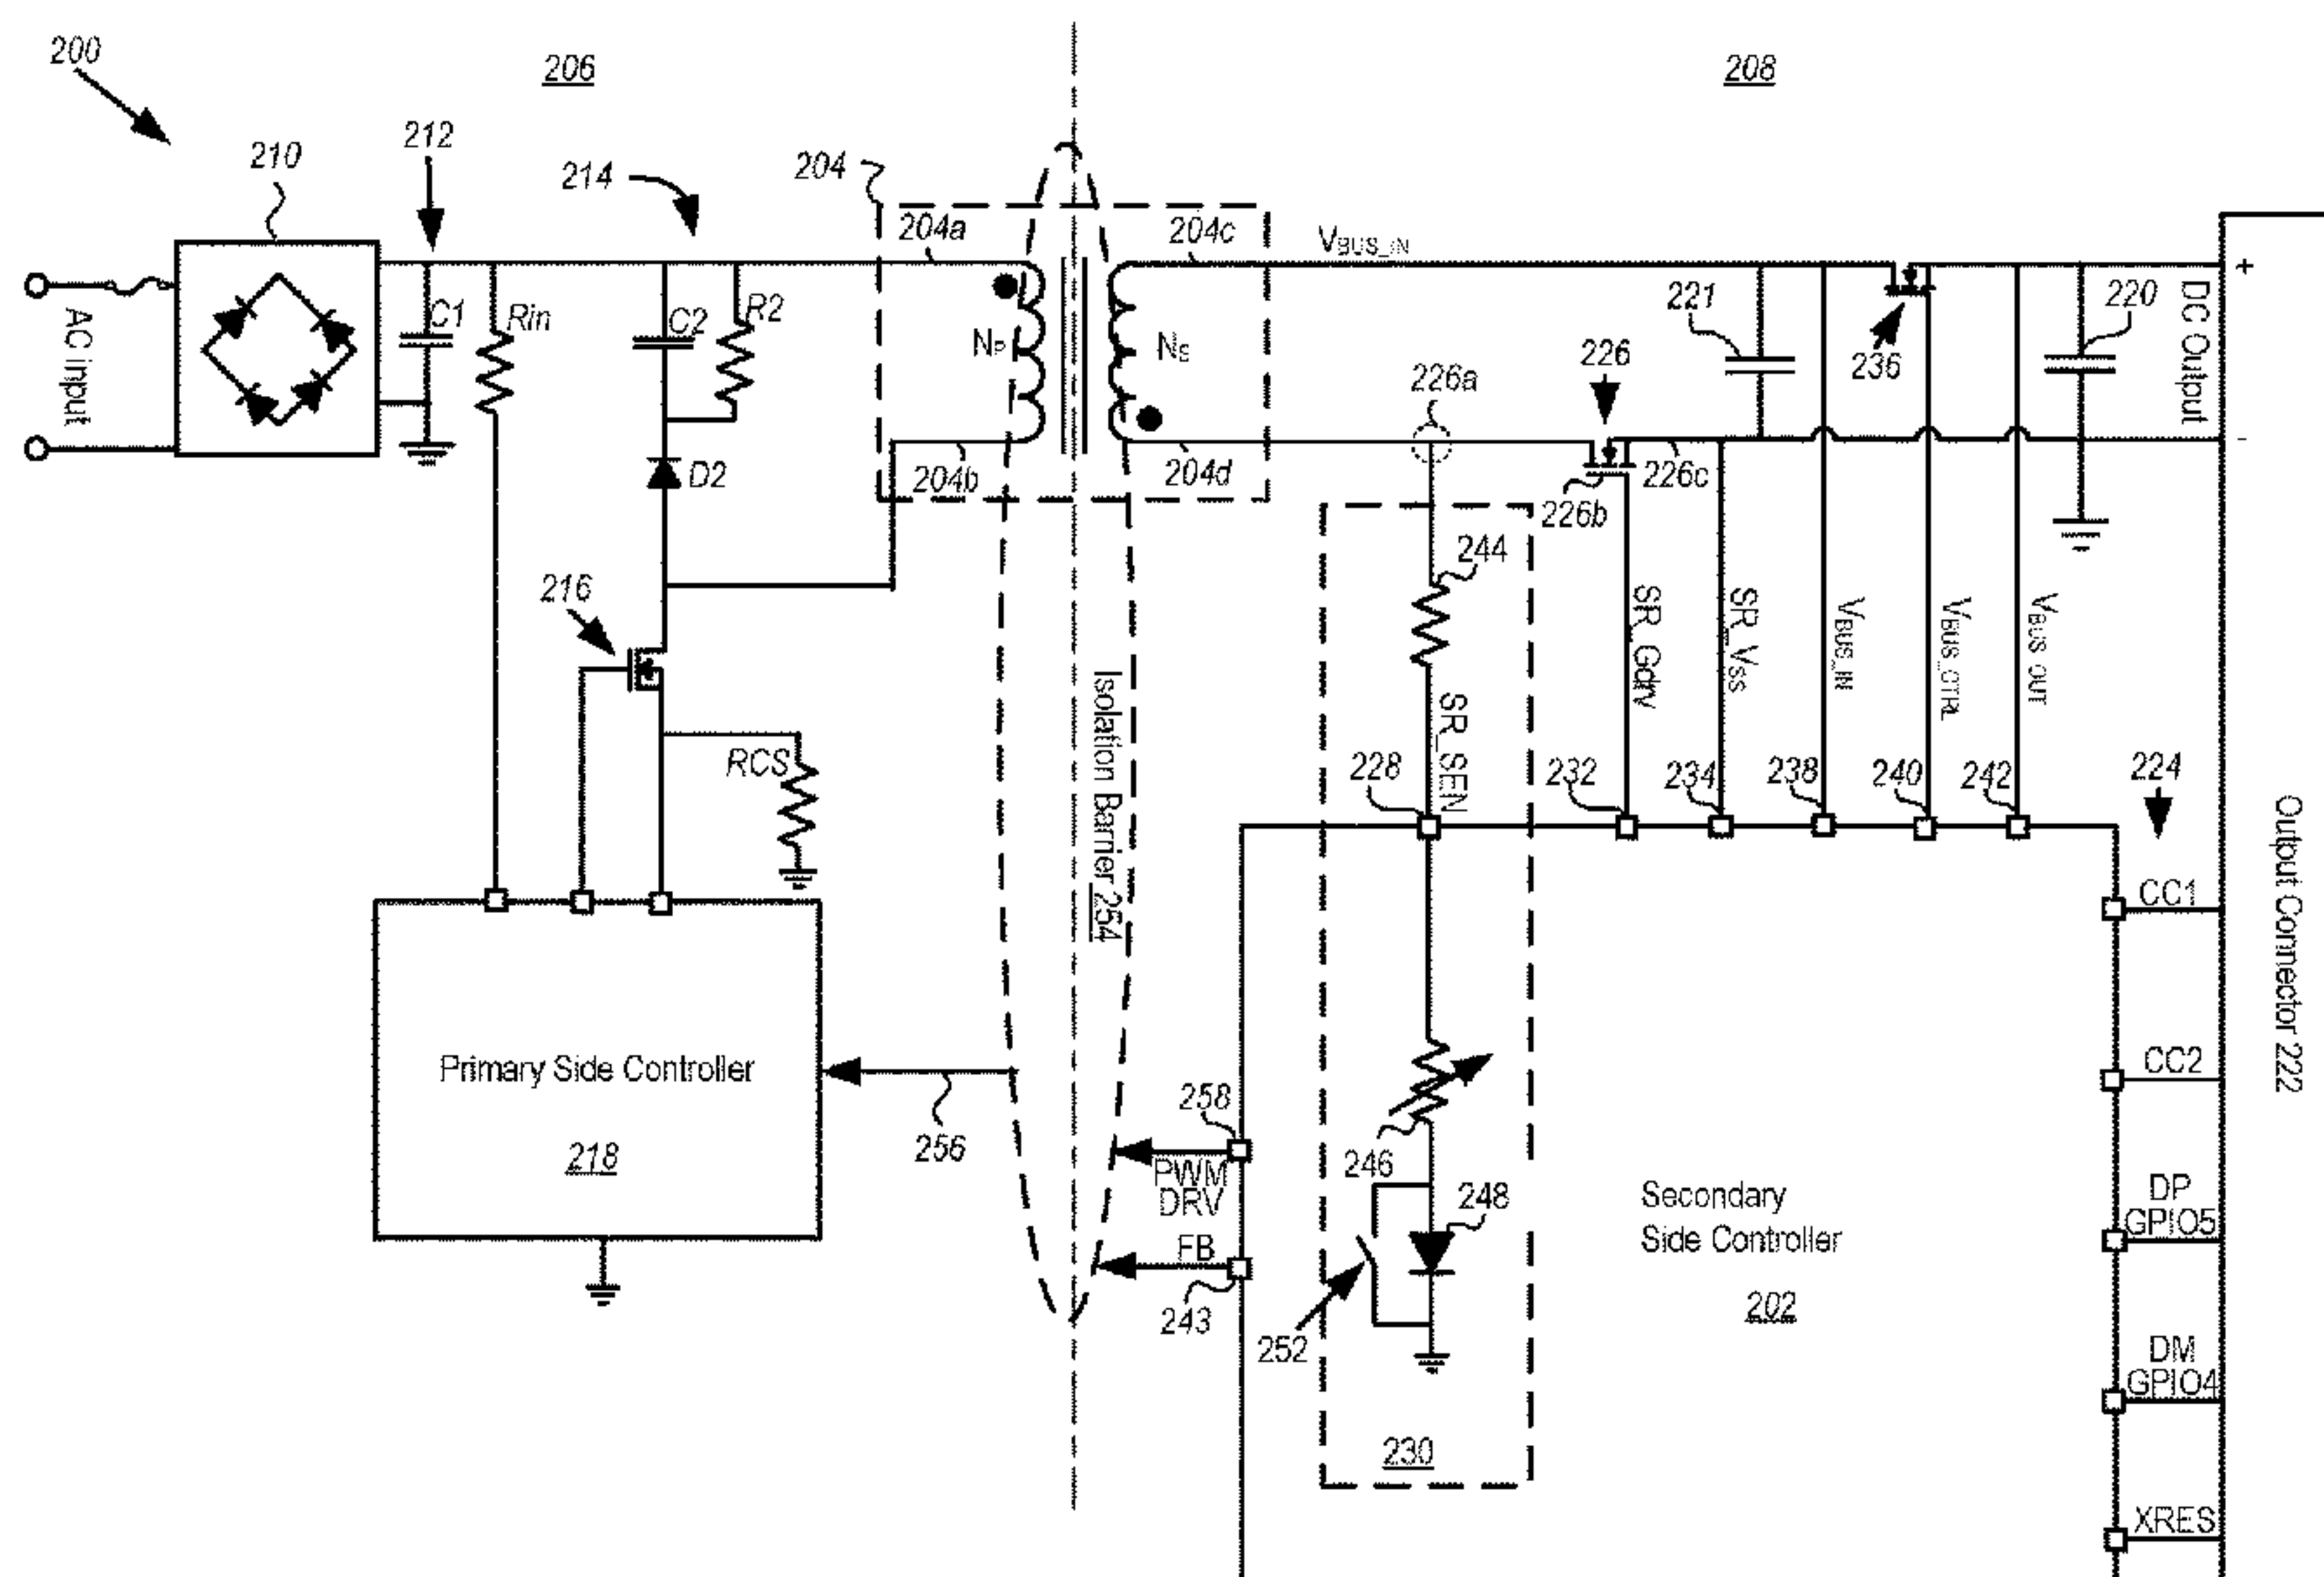 200
206
208
212
210
214
204
204a
204c
VBUS_IN
AC input
C1
Rin
C2
R2
NP
NS
221
236
220
DC Output
+
-
226a
226
D2
204b
204d
226b
226c
244
216
RCS
Isolation Barrier 254
SR_SEN
SR_Gdrv
SR_VSS
VBUS_IN
VBUS_CTRL
VBUS_OUT
228
232
234
238
240
242
224
Output Connector 222
CC1
CC2
Primary Side Controller
218
256
258
PWM
DRV
FB
243
246
248
252
230
Secondary
Side Controller
202
DP
GPIO5
DM
GPIO4
XRES